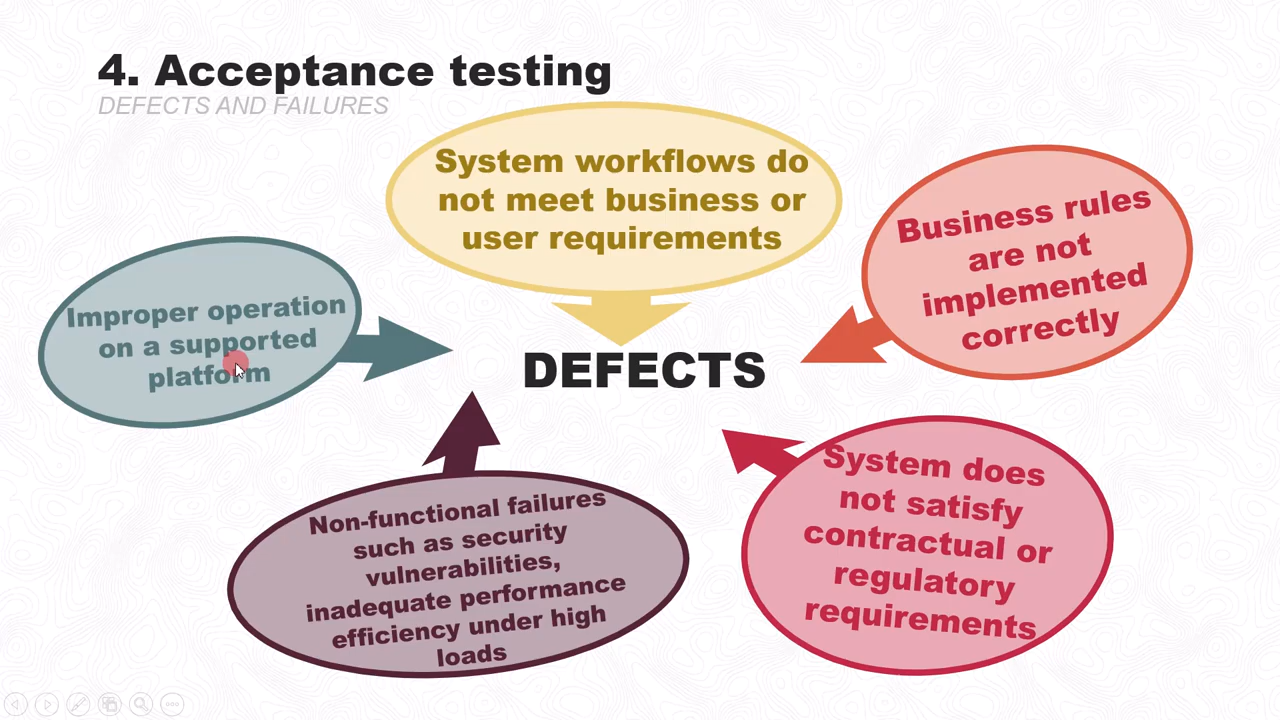 4. Acceptance testing
DEFECTS AND FAILURES
System workflows do
not meet business or
user requirements
Business rules
are not
implemented
correctly
Improper operation
on a supported
platform
DEFECTS
System does
not satisfy
contractual or
regulatory
requirements
Non-functional failures
such as security
vulnerabilities,
inadequate performance
efficiency under high
loads